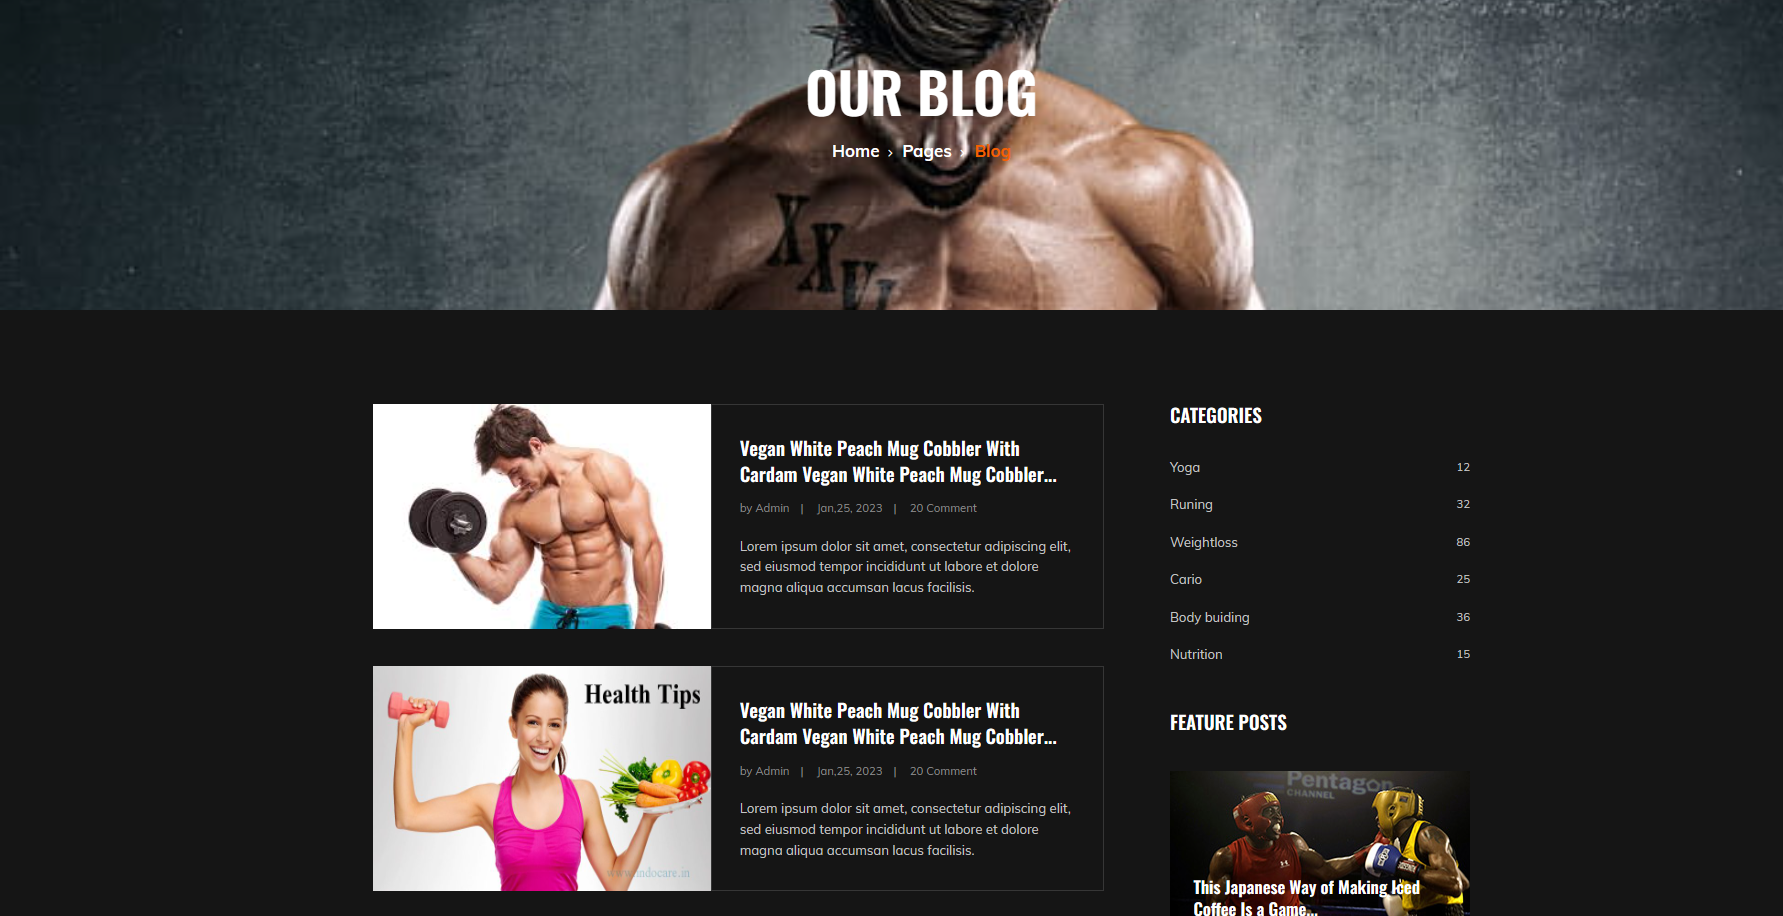 OUR BLOG
Home › Pages › Blog
Vegan White Peach Mug Cobbler With
Cardam Vegan White Peach Mug Cobbler...
by Admin | Jan,25, 2023 | 20 Comment
Lorem ipsum dolor sit amet, consectetur adipiscing elit,
sed eiusmod tempor incididunt ut labore et dolore
magna aliqua accumsan lacus facilisis.
Health Tips
www.indocare.in
Vegan White Peach Mug Cobbler With
Cardam Vegan White Peach Mug Cobbler...
by Admin | Jan,25, 2023 | 20 Comment
Lorem ipsum dolor sit amet, consectetur adipiscing elit,
sed eiusmod tempor incididunt ut labore et dolore
magna aliqua accumsan lacus facilisis.
CATEGORIES
Yoga 12
Runing 32
Weightloss 86
Cario 25
Body buiding 36
Nutrition 15
FEATURE POSTS
Pentagon
CHANNEL
This Japanese Way of Making Iced
Coffee Is a Game...